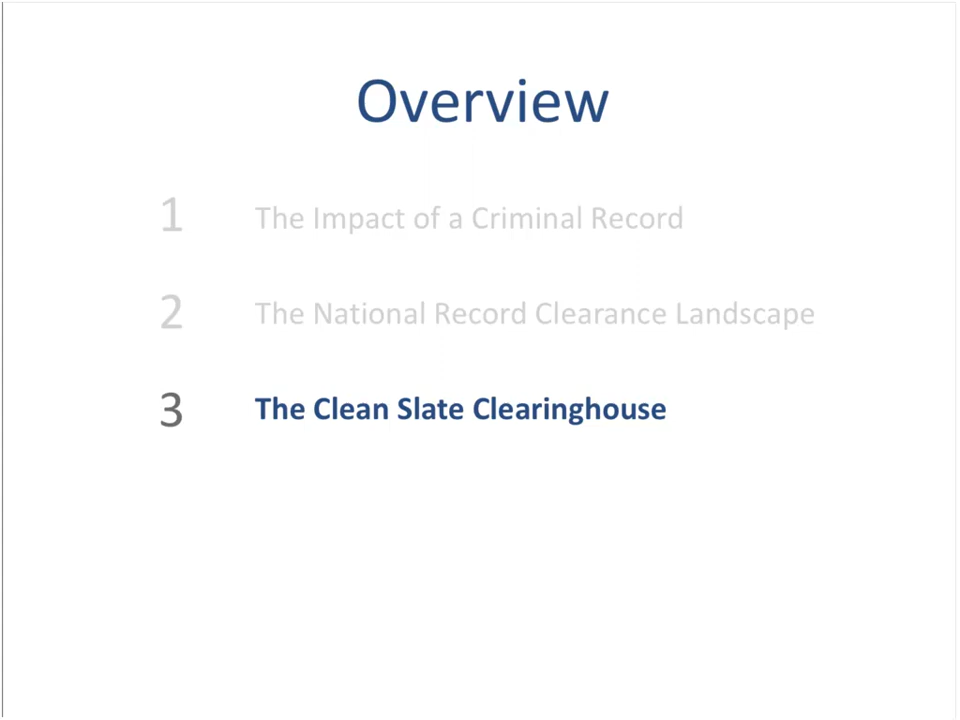 Overview
1 The Impact of a Criminal Record
2 The National Record Clearance Landscape
3 The Clean Slate Clearinghouse